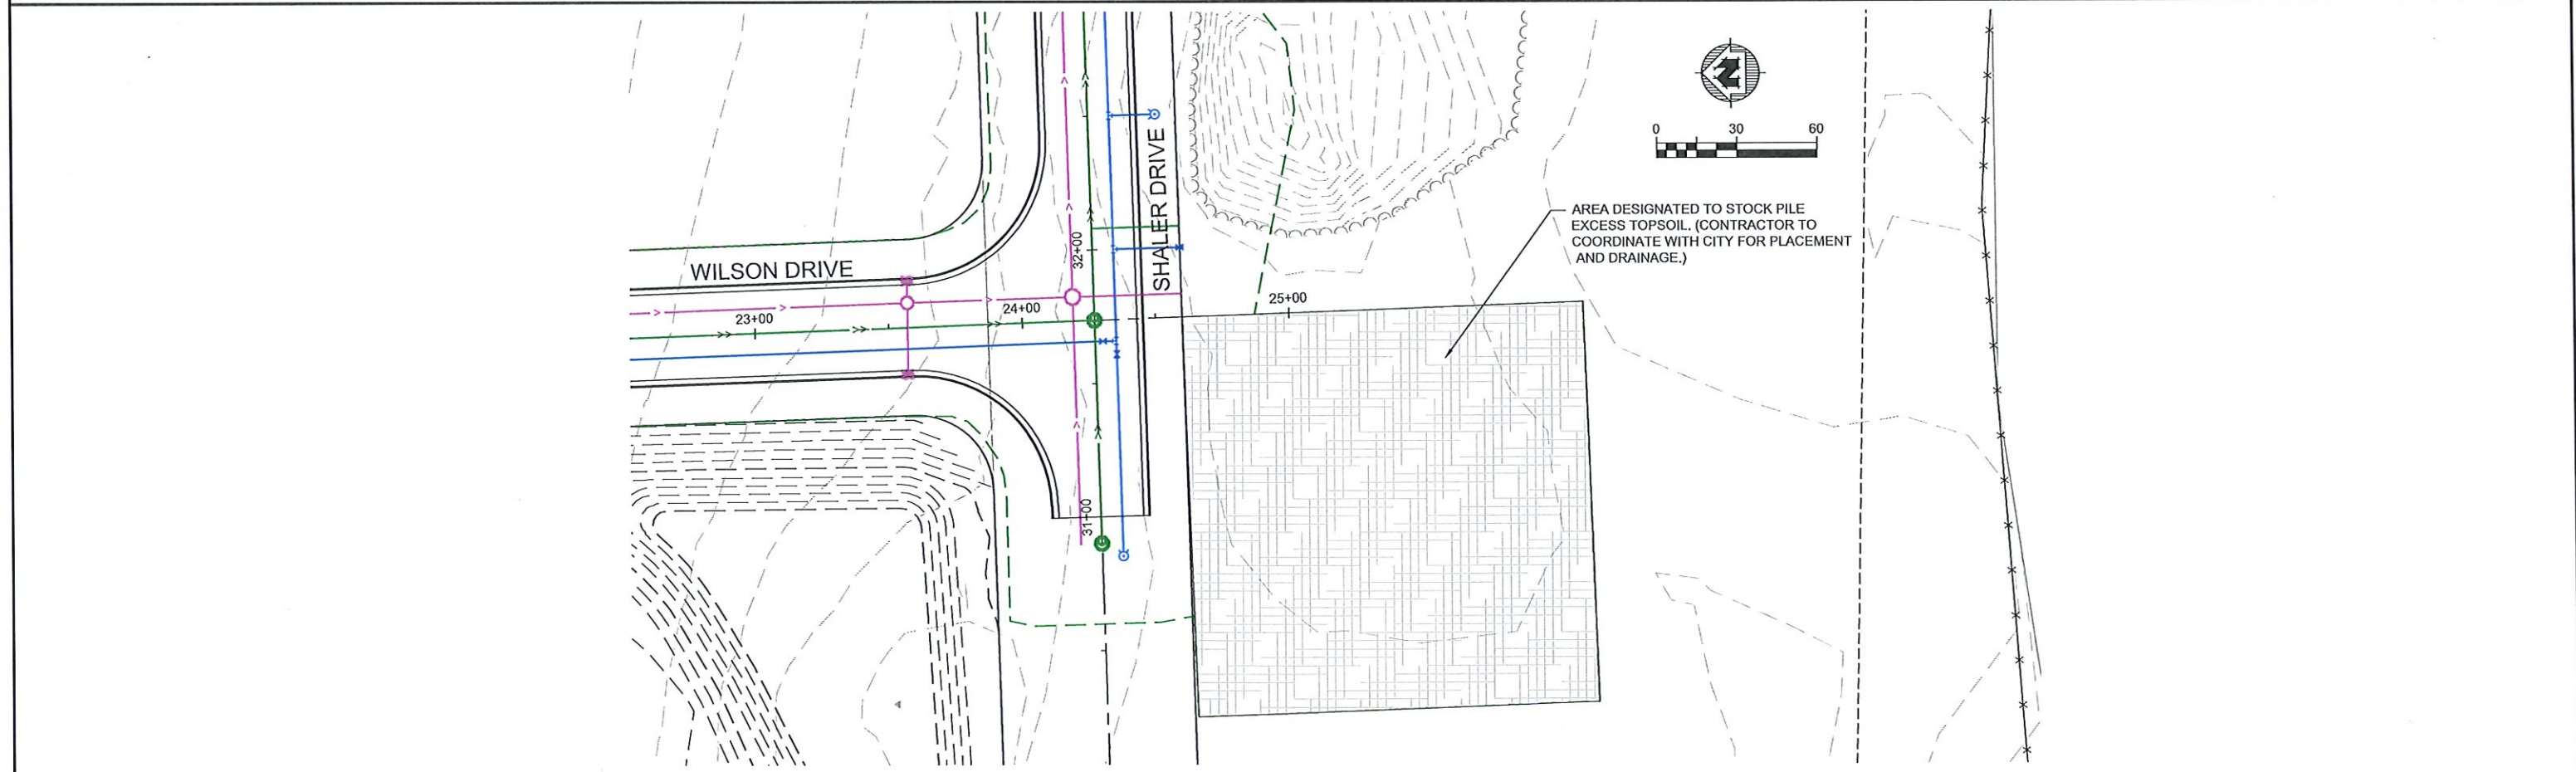 N
0 30 60
AREA DESIGNATED TO STOCK PILE
EXCESS TOPSOIL. (CONTRACTOR TO
COORDINATE WITH CITY FOR PLACEMENT
AND DRAINAGE.)
SHALER DRIVE
32+00
WILSON DRIVE
23+00
24+00
25+00
31+00